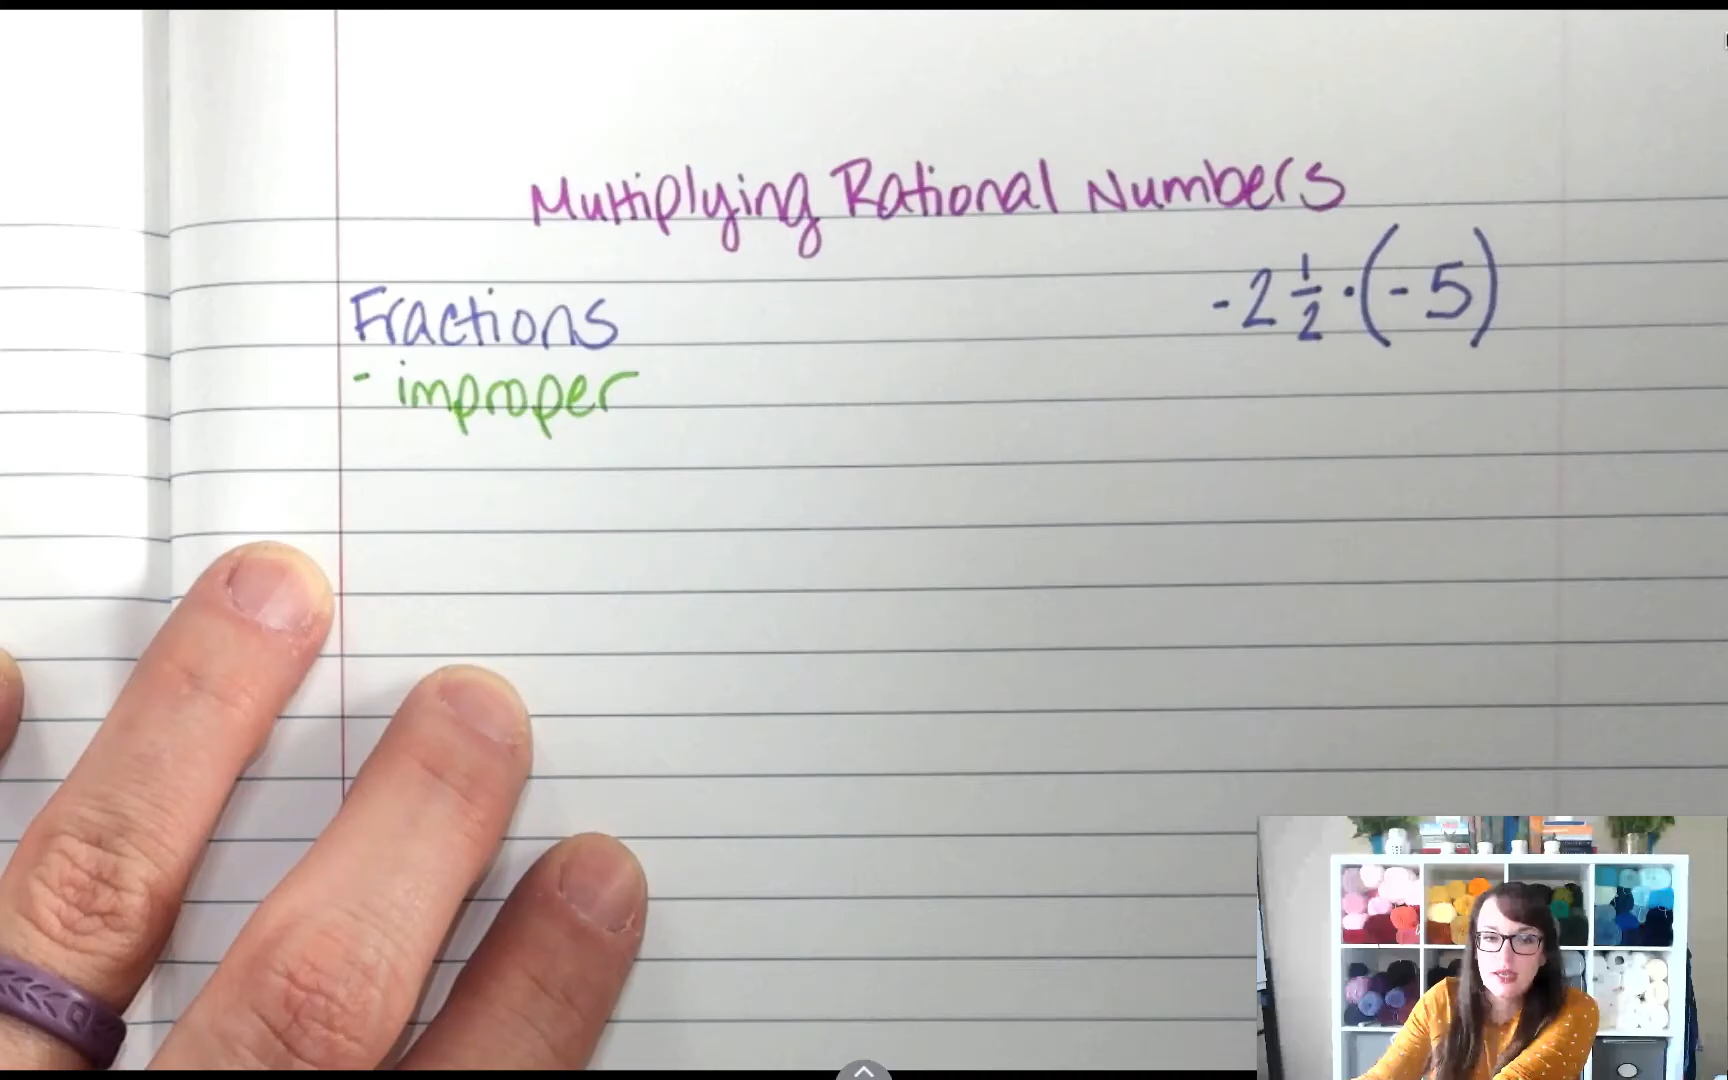 Multiplying Rational Numbers
-2 1/2 · (-5)
Fractions
- improper